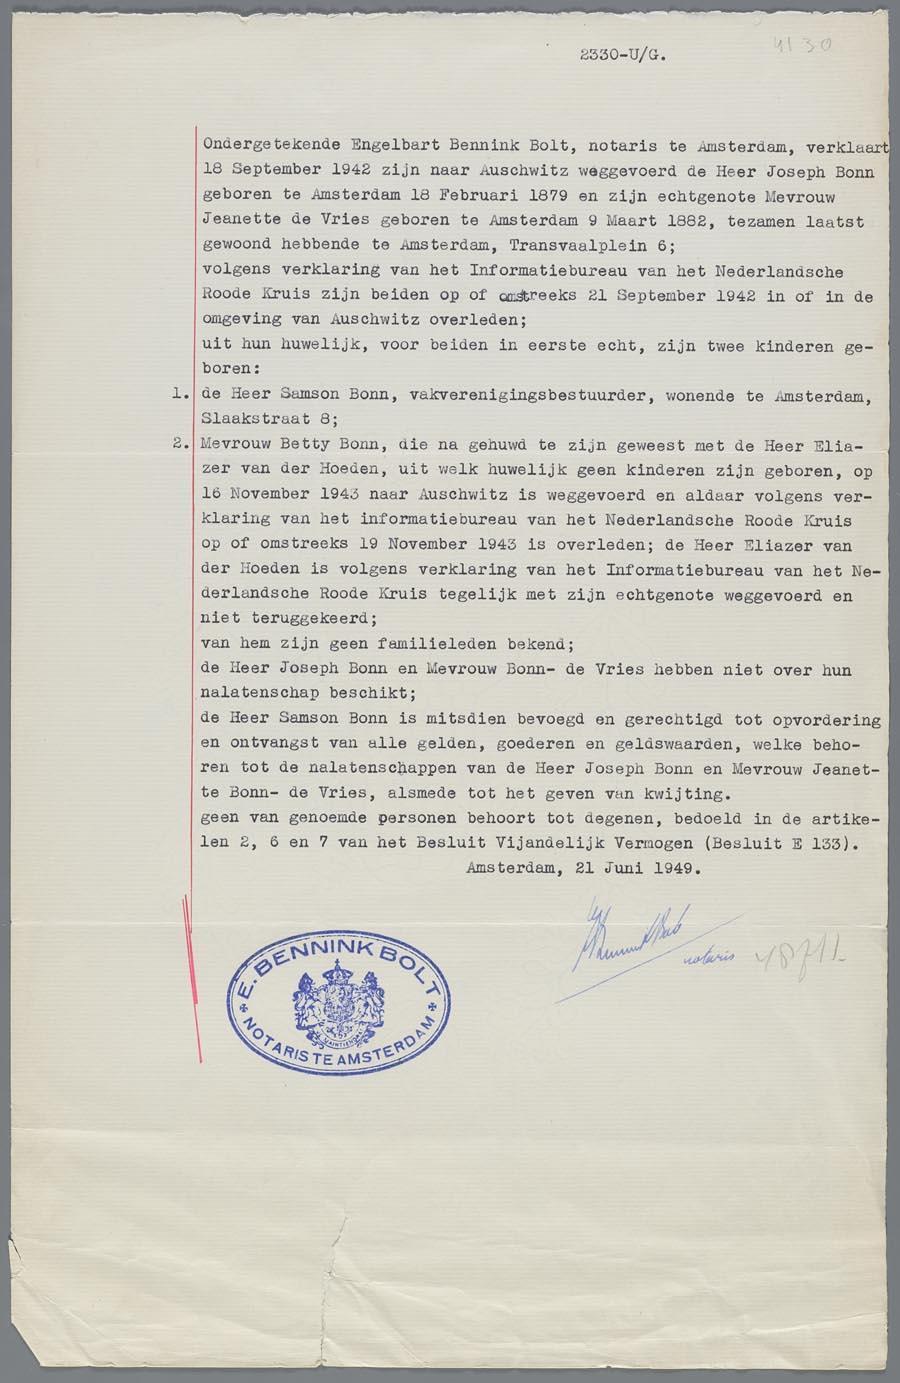 2330-U/G.
4130
Ondergetekende Engelbart Bennink Bolt, notaris te Amsterdam, verklaart
18 September 1942 zijn naar Auschwitz weggevoerd de Heer Joseph Bonn
geboren te Amsterdam 18 Februari 1879 en zijn echtgenote Mevrouw
Jeanette de Vries geboren te Amsterdam 9 Maart 1882, tezamen laatst
gewoond hebbende te Amsterdam, Transvaalplein 6;
volgens verklaring van het Informatiebureau van het Nederlandsche
Roode Kruis zijn beiden op of omstreeks 21 September 1942 in of in de
omgeving van Auschwitz overleden;
uit hun huwelijk, voor beiden in eerste echt, zijn twee kinderen ge-
boren:
1. de Heer Samson Bonn, vakverenigingsbestuurder, wonende te Amsterdam,
Slaakstraat 8;
2. Mevrouw Betty Bonn, die na gehuwd te zijn geweest met de Heer Elia-
zer van der Hoeden, uit welk huwelijk geen kinderen zijn geboren, op
16 November 1943 naar Auschwitz is weggevoerd en aldaar volgens ver-
klaring van het informatiebureau van het Nederlandsche Roode Kruis
op of omstreeks 19 November 1943 is overleden; de Heer Eliazer van
der Hoeden is volgens verklaring van het Informatiebureau van het Ne-
derlandsche Roode Kruis tegelijk met zijn echtgenote weggevoerd en
niet teruggekeerd;
van hem zijn geen familieleden bekend;
de Heer Joseph Bonn en Mevrouw Bonn- de Vries hebben niet over hun
nalatenschap beschikt;
de Heer Samson Bonn is mitsdien bevoegd en gerechtigd tot opvordering
en ontvangst van alle gelden, goederen en geldswaarden, welke beho-
ren tot de nalatenschappen van de Heer Joseph Bonn en Mevrouw Jeanet-
te Bonn- de Vries, alsmede tot het geven van kwijting.
geen van genoemde personen behoort tot degenen, bedoeld in de artike-
len 2, 6 en 7 van het Besluit Vijandelijk Vermogen (Besluit E 133).
Amsterdam, 21 Juni 1949.
notaris
E. BENNINK BOLT
NOTARIS TE AMSTERDAM